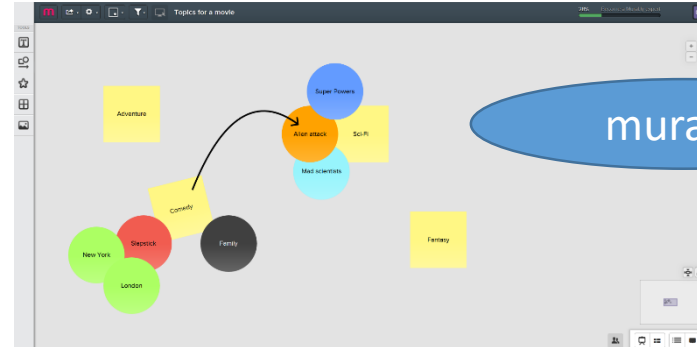 Topics for a movie
Super Powers
Adventure
Alien attack
Sci-Fi
mura
Mad scientists
Comedy
Slapstick
Family
Fantasy
New York
London